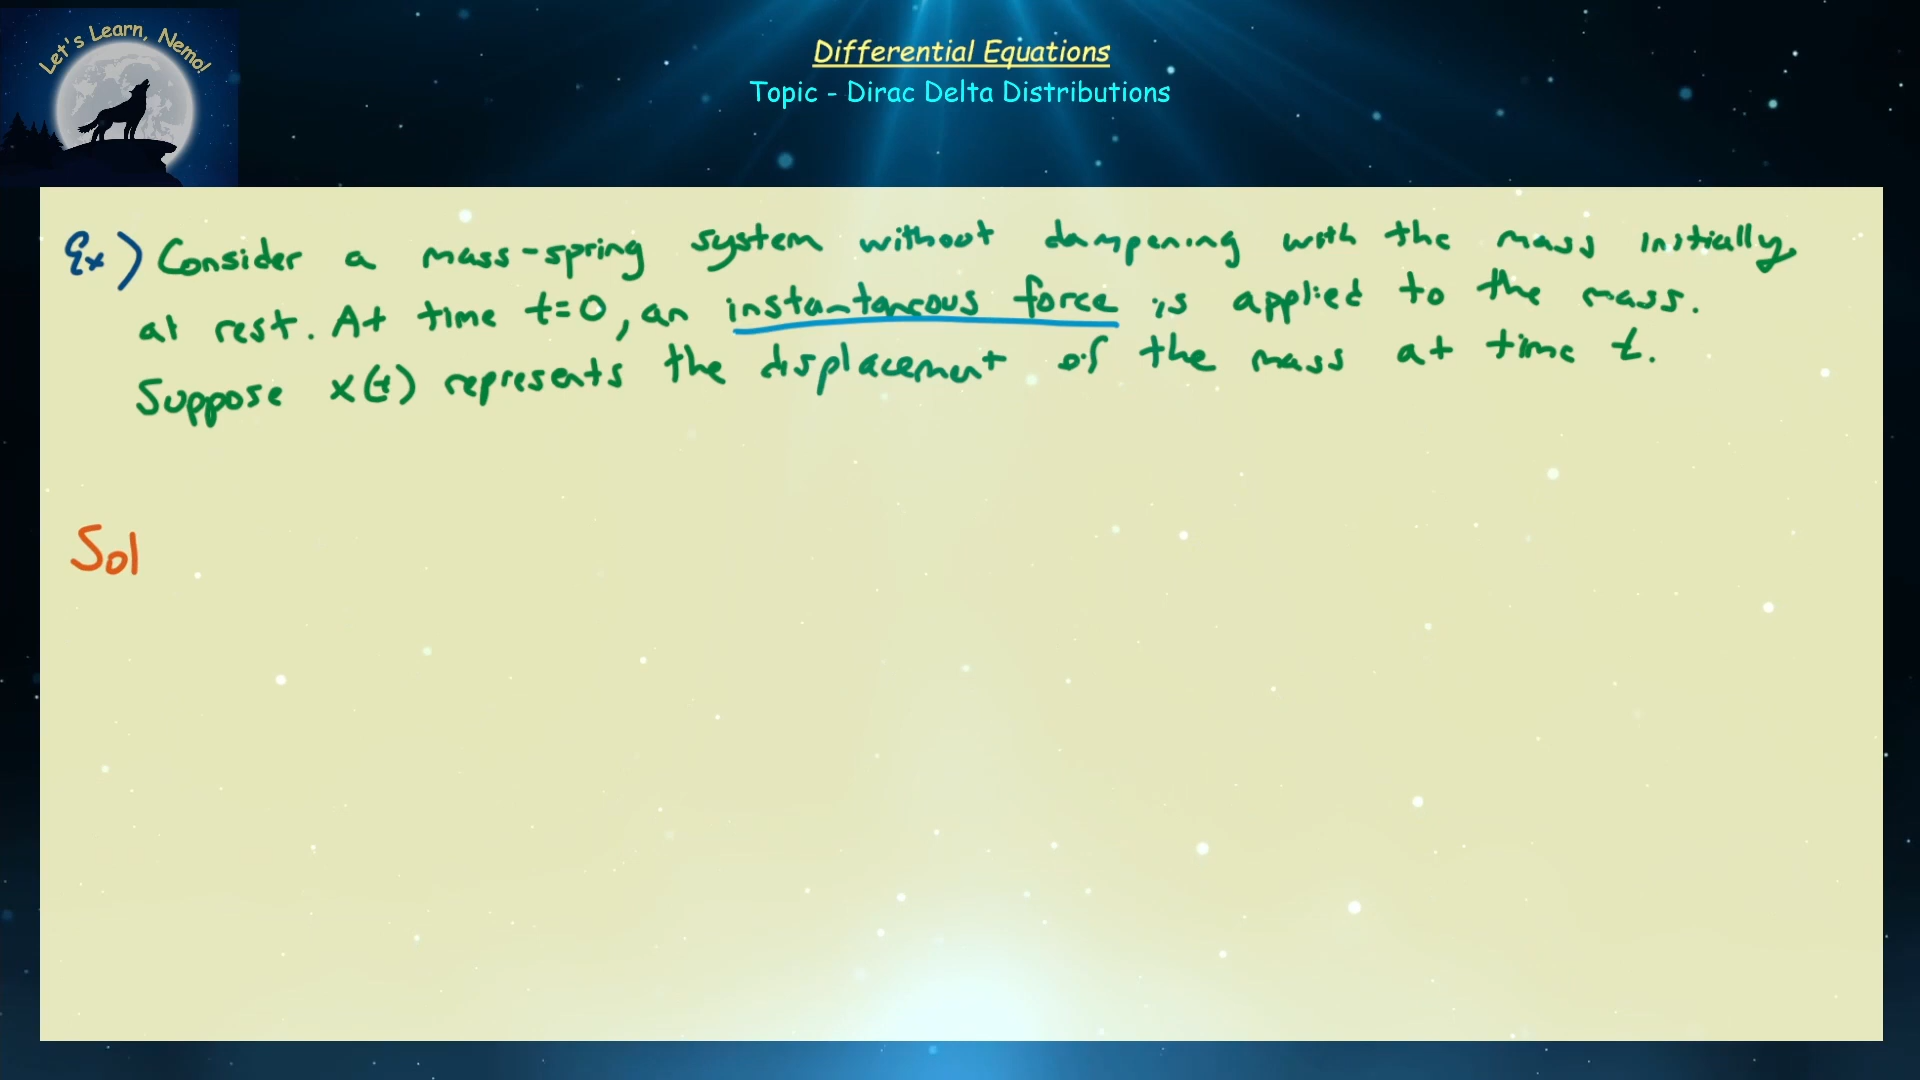 Let's Learn, Nemo!
Differential Equations
Topic - Dirac Delta Distributions
Ex) Consider a mass-spring system without dampening with the mass initially
at rest. At time t=0, an instantaneous force is applied to the mass.
Suppose x(t) represents the displacement of the mass at time t.
Sol